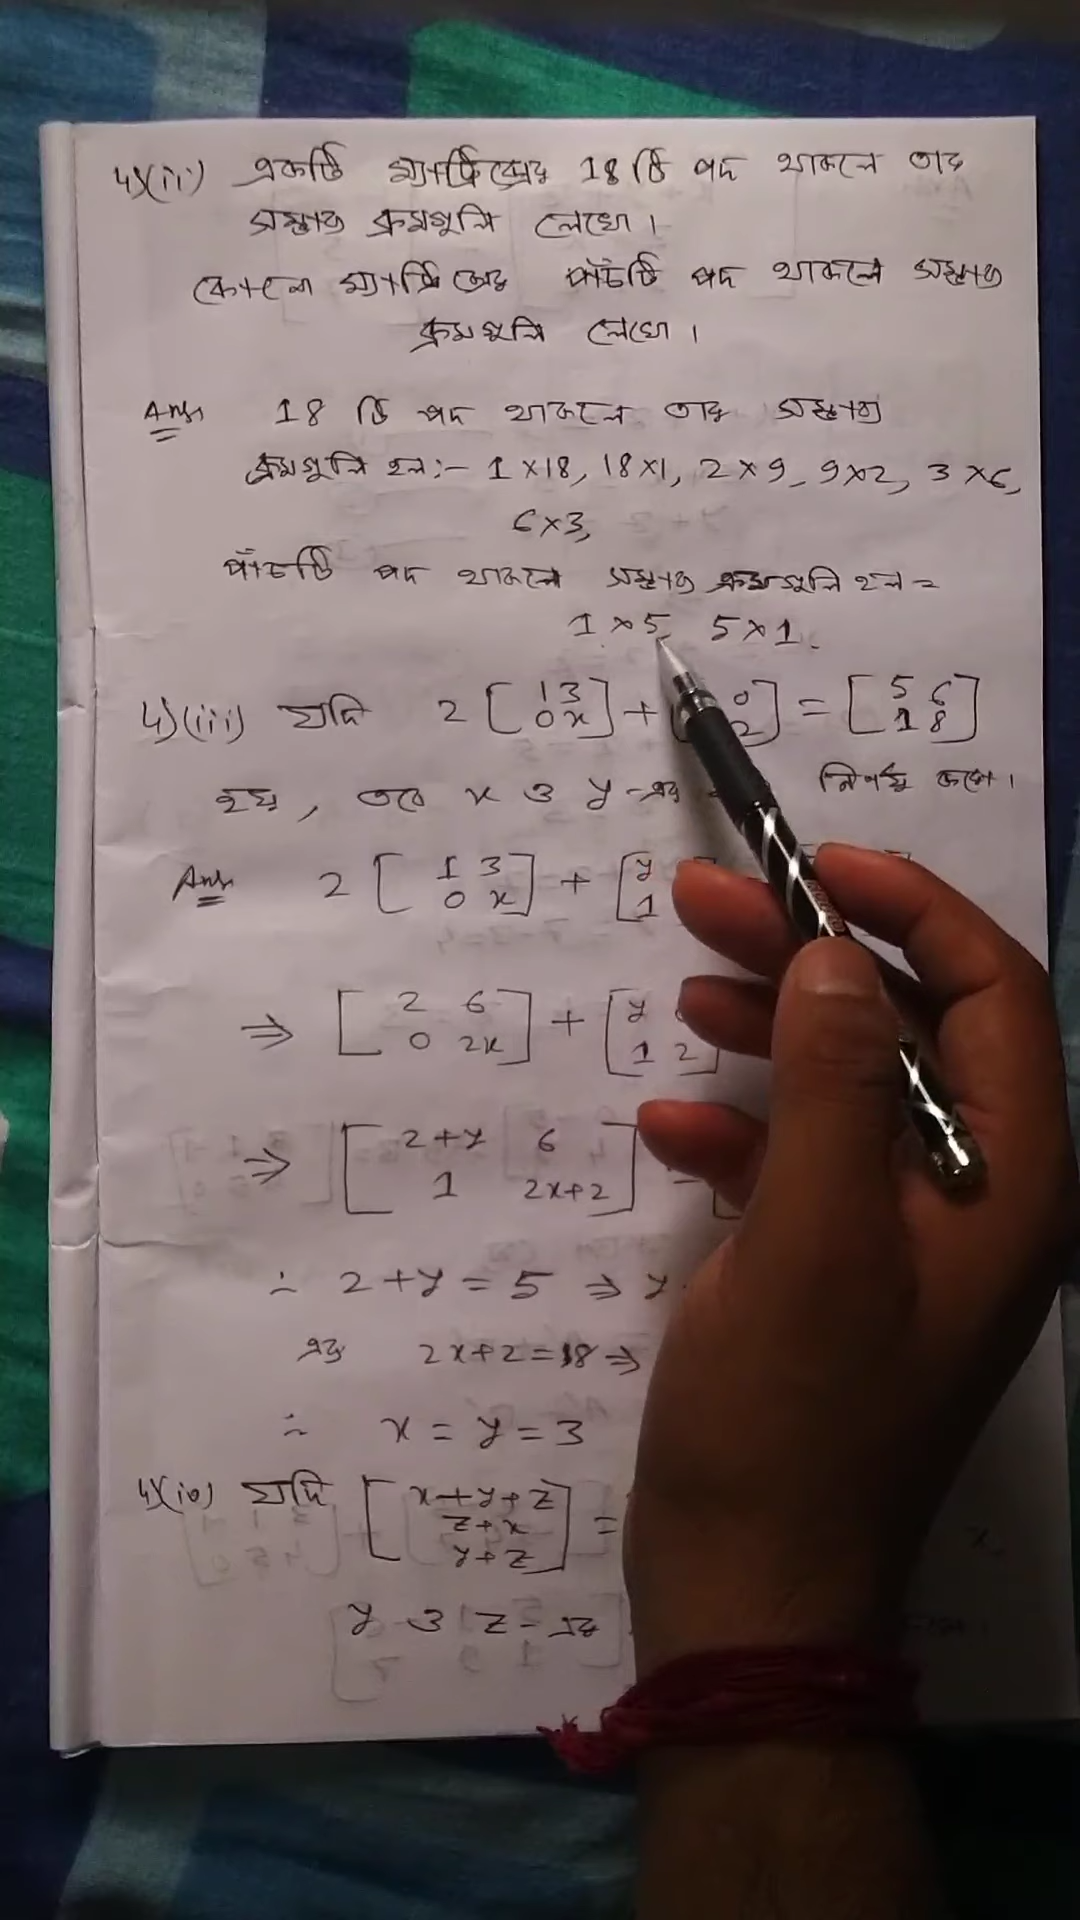 4)(ii) একটি ম্যাট্রিক্সের 18 টি পদ থাকলে তার
সম্ভাব্য ক্রমগুলি লেখো।
কোনো ম্যাট্রিক্সের পাঁচটি পদ থাকলে সম্ভাব্য
ক্রমগুলি লেখো।
Ans 18 টি পদ থাকলে তার সম্ভাব্য
ক্রমগুলি হল:- 1×18, 18×1, 2×9, 9×2, 3×6,
6×3,
পাঁচটি পদ থাকলে সম্ভাব্য ক্রমগুলি হল =
1×5, 5×1.
4)(iii) যদি 2 [ 1 3 ] + [ 0 ] = [ 5 6 ]
0 x 2 1 8
হয়, তবে x ও y-এর নির্ণয় করো।
Ans 2 [ 1 3 ] + [ y
0 x 1
⇒ [ 2 6 ] + [ y
0 2x 1 2 ]
⇒ [ 2+y 6 ] =
1 2x+2
∴ 2+y = 5 ⇒ y
এবং 2x+2=18 ⇒
∴ x = y = 3
4)(iv) যদি [ x+y+z ] =
z+x
y+z
x,
y ও z-এর